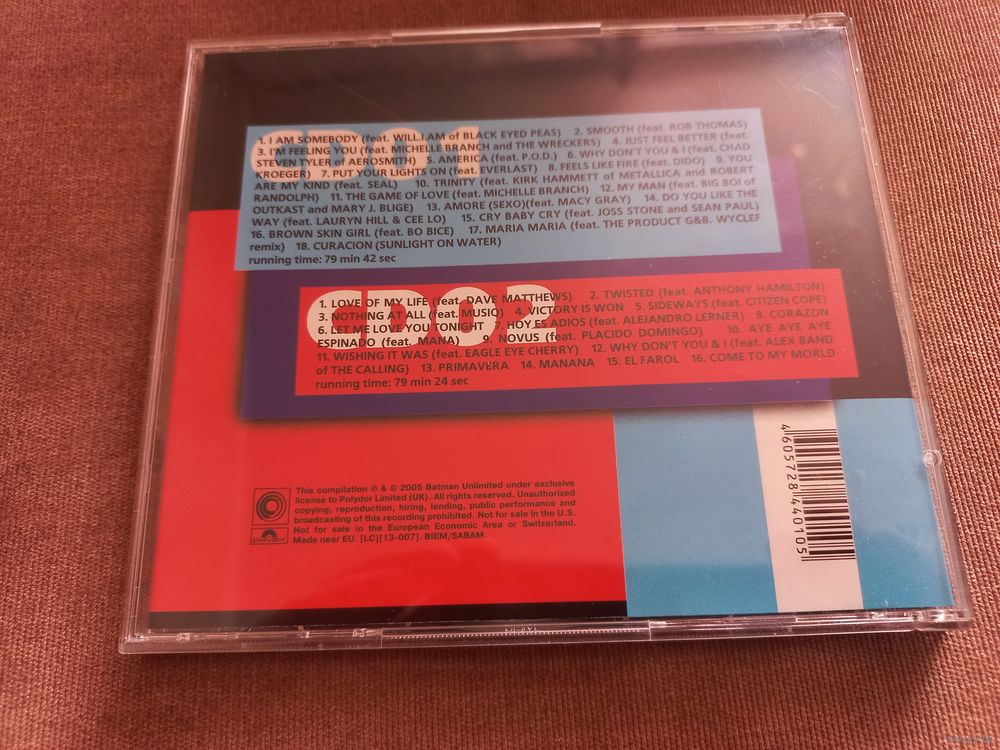 CD01
1. I AM SOMEBODY (feat. WILL.I.AM of BLACK EYED PEAS) 2. SMOOTH (feat. ROB THOMAS)
3. I'M FEELING YOU (feat. MICHELLE BRANCH and THE WRECKERS) 4. JUST FEEL BETTER (feat.
STEVEN TYLER of AEROSMITH) 5. AMERICA (feat. P.O.D.) 6. WHY DON'T YOU & I (feat. CHAD
KROEGER) 7. PUT YOUR LIGHTS ON (feat. EVERLAST) 8. FEELS LIKE FIRE (feat. DIDO) 9. YOU
ARE MY KIND (feat. SEAL) 10. TRINITY (feat. KIRK HAMMETT of METALLICA and ROBERT
RANDOLPH) 11. THE GAME OF LOVE (feat. MICHELLE BRANCH) 12. MY MAN (feat. BIG BOI of
OUTKAST and MARY J. BLIGE) 13. AMORE (SEXO)(feat. MACY GRAY) 14. DO YOU LIKE THE
WAY (feat. LAURYN HILL & CEE LO) 15. CRY BABY CRY (feat. JOSS STONE and SEAN PAUL)
16. BROWN SKIN GIRL (feat. BO BICE) 17. MARIA MARIA (feat. THE PRODUCT G&B. WYCLEF
remix) 18. CURACION (SUNLIGHT ON WATER)
running time: 79 min 42 sec
CD02
1. LOVE OF MY LIFE (feat. DAVE MATTHEWS) 2. TWISTED (feat. ANTHONY HAMILTON)
3. NOTHING AT ALL (feat. MUSIQ) 4. VICTORY IS WON 5. SIDEWAYS (feat. CITIZEN COPE)
6. LET ME LOVE YOU TONIGHT 7. HOY ES ADIOS (feat. ALEJANDRO LERNER) 8. CORAZON
ESPINADO (feat. MANA) 9. NOVUS (feat. PLACIDO DOMINGO) 10. AYE AYE AYE
11. WISHING IT WAS (feat. EAGLE EYE CHERRY) 12. WHY DON'T YOU & I (feat. ALEX BAND
of THE CALLING) 13. PRIMAVERA 14. MANANA 15. EL FAROL 16. COME TO MY MORLD
running time: 79 min 24 sec
This compilation ℗ & © 2005 Batman Unlimited under exclusive
license to Polydor Limited (UK). All rights reserved. Unauthorized
copying, reproduction, hiring, lending, public performance and
broadcasting of this recording prohibited. Not for sale in the U.S.
Not for sale in the European Economic Area or Switzerland.
Made near EU. [LC][13-007]. BIEM/SABAM.
polydor
4605728440105